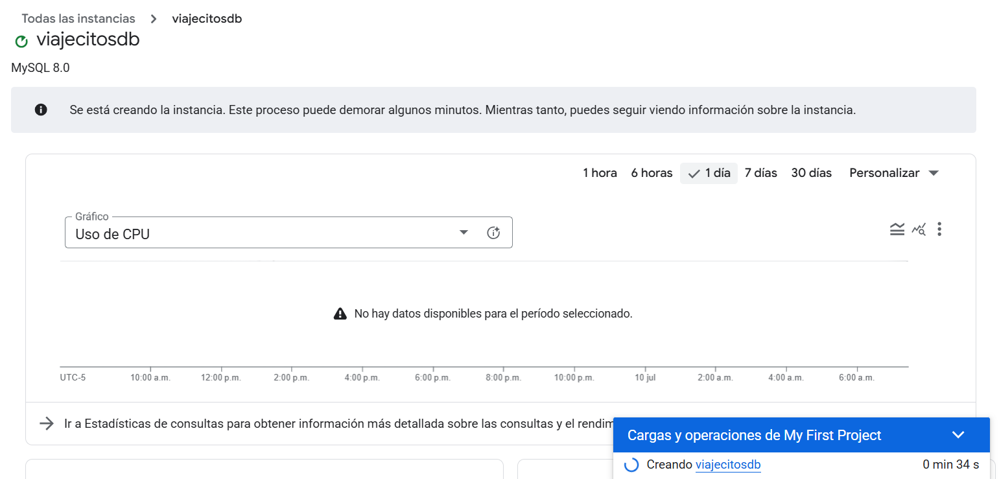 Todas las instancias > viajecitosdb
viajecitosdb
MySQL 8.0
Se está creando la instancia. Este proceso puede demorar algunos minutos. Mientras tanto, puedes seguir viendo información sobre la instancia.
1 hora 6 horas 1 día 7 días 30 días Personalizar
Gráfico
Uso de CPU
No hay datos disponibles para el período seleccionado.
UTC-5 10:00 a.m. 12:00 p.m. 2:00 p.m. 4:00 p.m. 6:00 p.m. 8:00 p.m. 10:00 p.m. 10 jul 2:00 a.m. 4:00 a.m. 6:00 a.m.
Ir a Estadísticas de consultas para obtener información más detallada sobre las consultas y el rendim
Cargas y operaciones de My First Project
Creando viajecitosdb 0 min 34 s